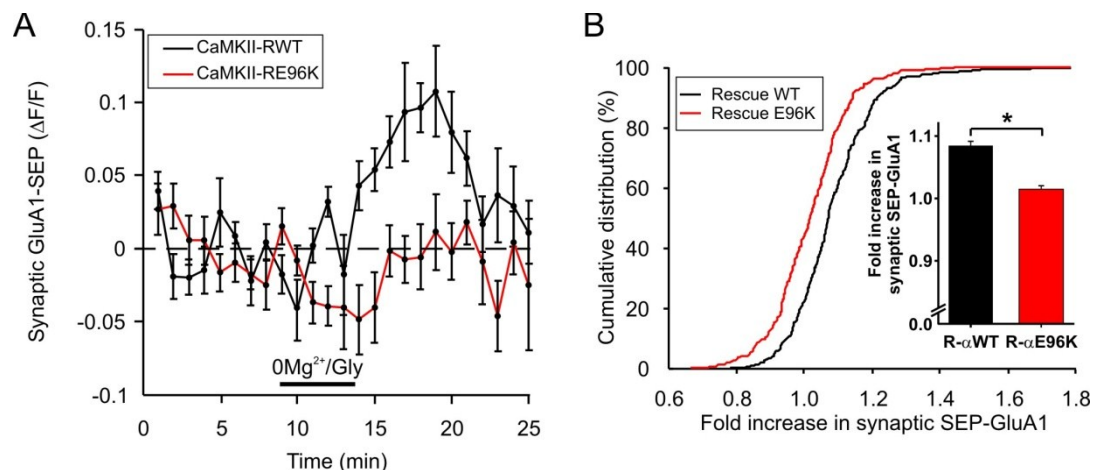 A
CaMKII-RWT
CaMKII-RE96K
Synaptic GluA1-SEP (ΔF/F)
0.15
0.1
0.05
0
-0.05
-0.1
0Mg²⁺/Gly
0 5 10 15 20 25
Time (min)
B
Rescue WT
Rescue E96K
Cumulative distribution (%)
100
80
60
40
20
0
0.6 0.8 1.0 1.2 1.4 1.6 1.8
Fold increase in synaptic SEP-GluA1
Fold increase in
synaptic SEP-GluA1
*
1.1
1.0
0.9
0.0
R-αWT R-αE96K